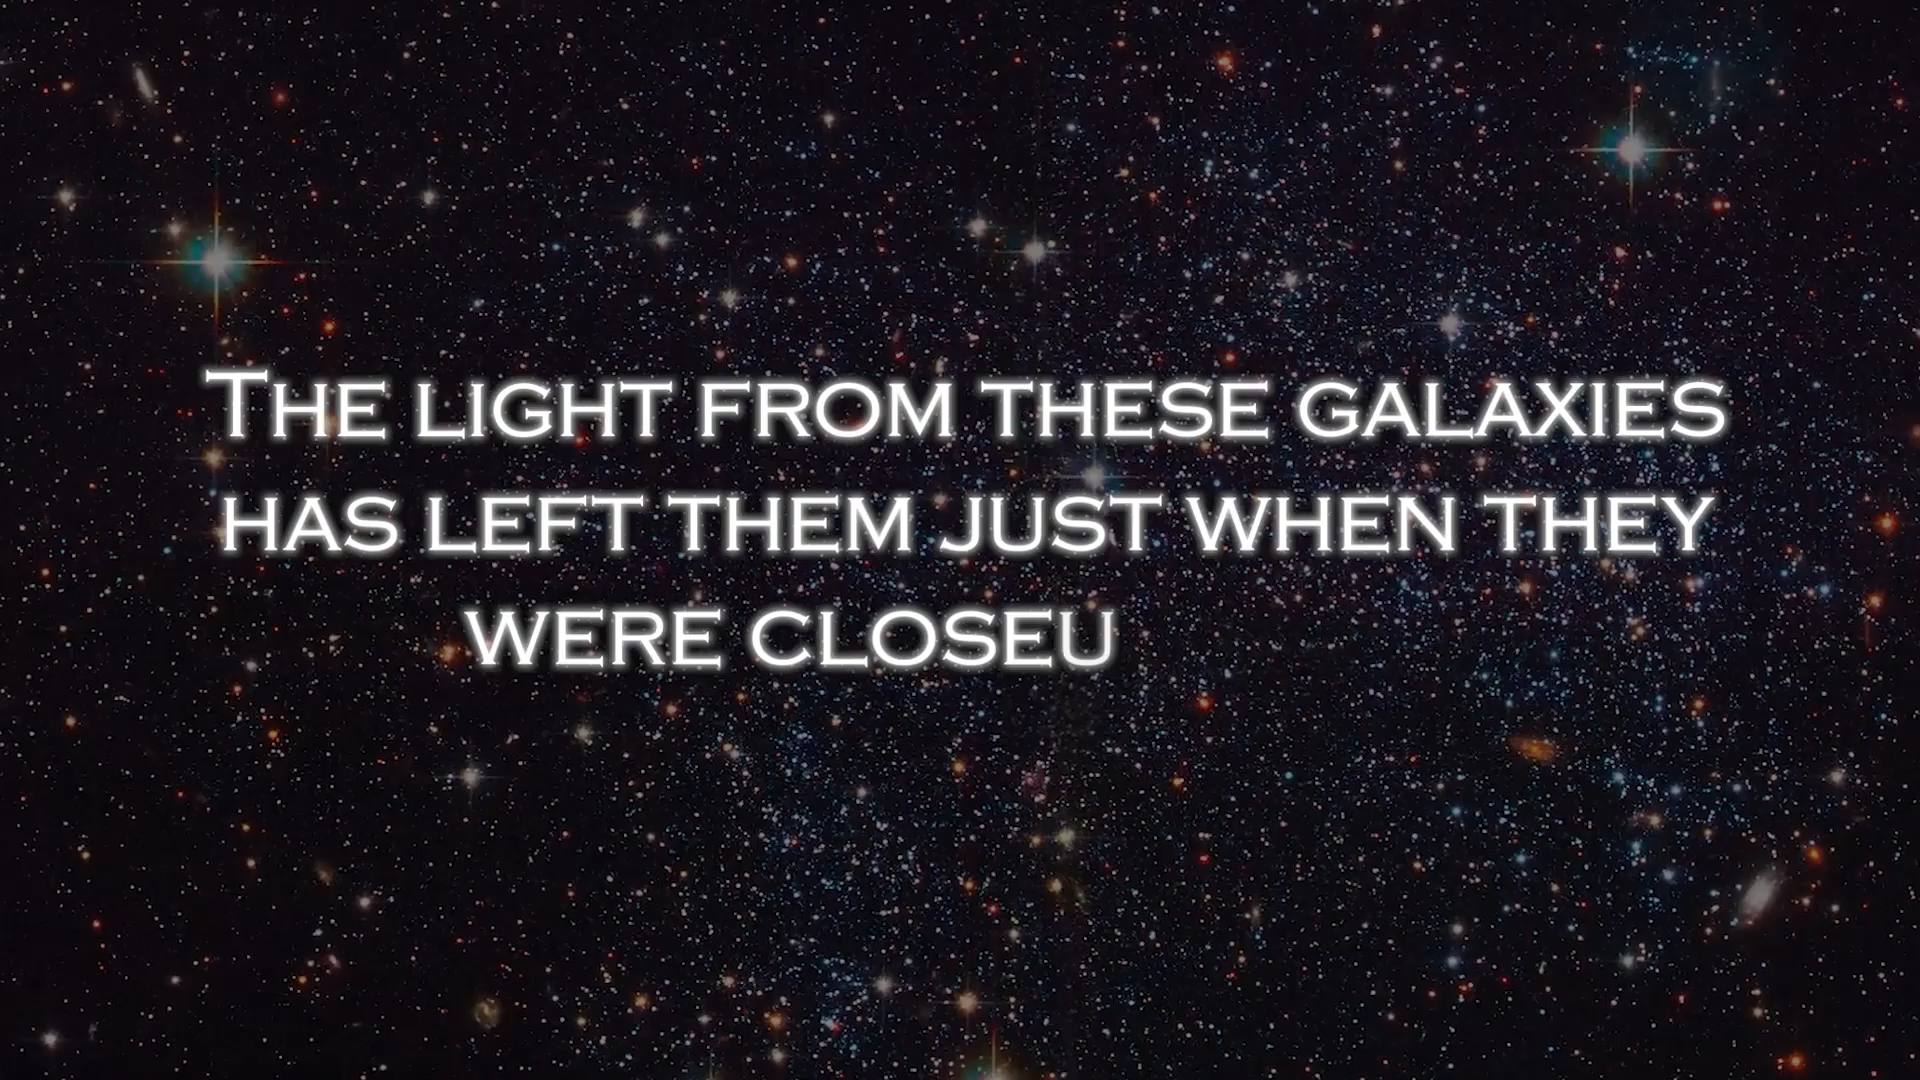 The light from these galaxies
has left them just when they
were closeu